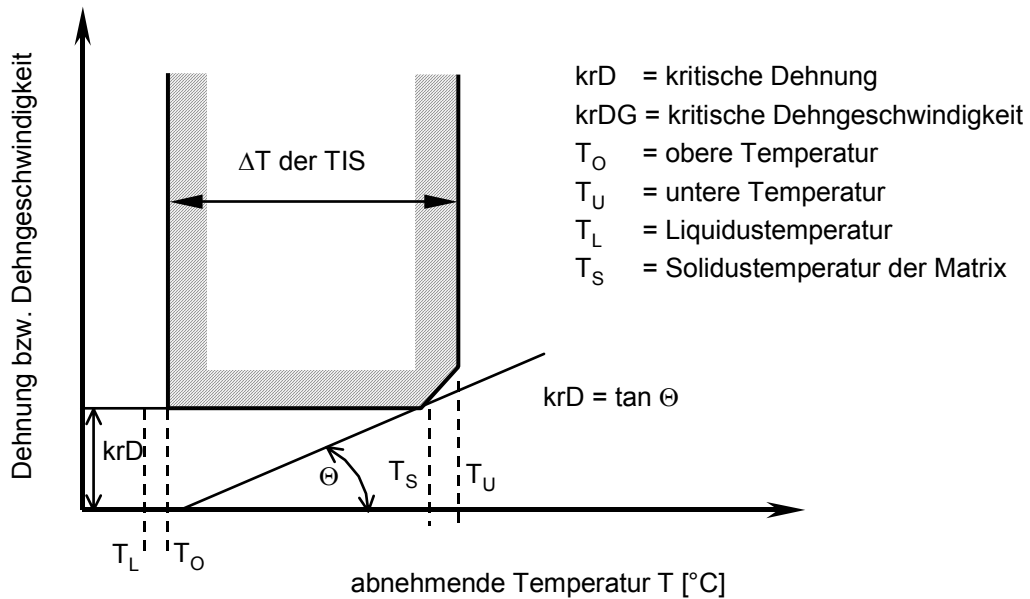 Dehnung bzw. Dehngeschwindigkeit
ΔT der TIS
krD = kritische Dehnung
krDG = kritische Dehngeschwindigkeit
T_O = obere Temperatur
T_U = untere Temperatur
T_L = Liquidustemperatur
T_S = Solidustemperatur der Matrix
krD = tan Θ
krD
Θ
T_S
T_U
T_L
T_O
abnehmende Temperatur T [°C]